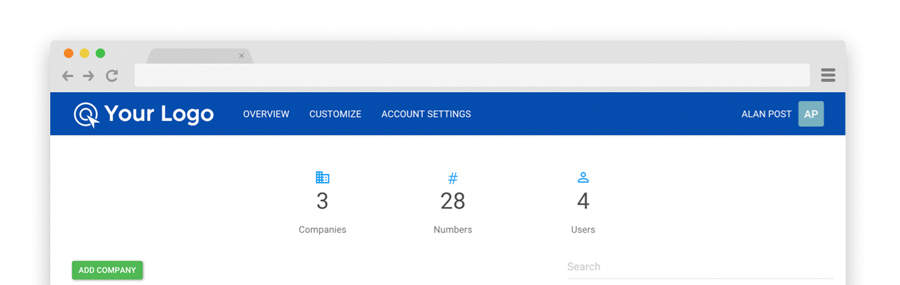 Your Logo OVERVIEW CUSTOMIZE ACCOUNT SETTINGS ALAN POST AP
#
3 28 4
Companies Numbers Users
ADD COMPANY Search